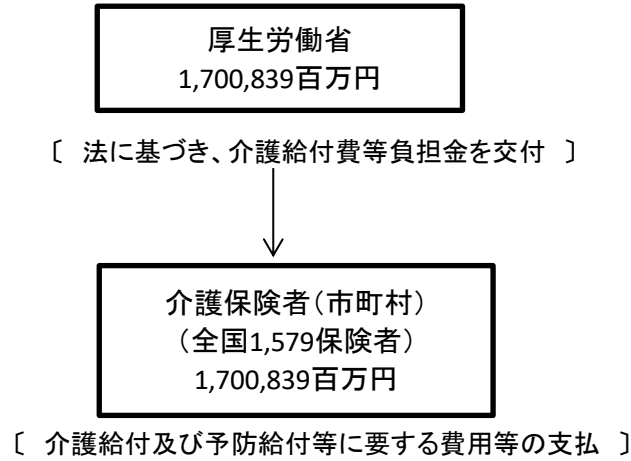 厚生労働省
1,700,839百万円
〔　法に基づき、介護給付費等負担金を交付　〕
介護保険者（市町村）
（全国1,579保険者）
1,700,839百万円
〔　介護給付及び予防給付等に要する費用等の支払　〕